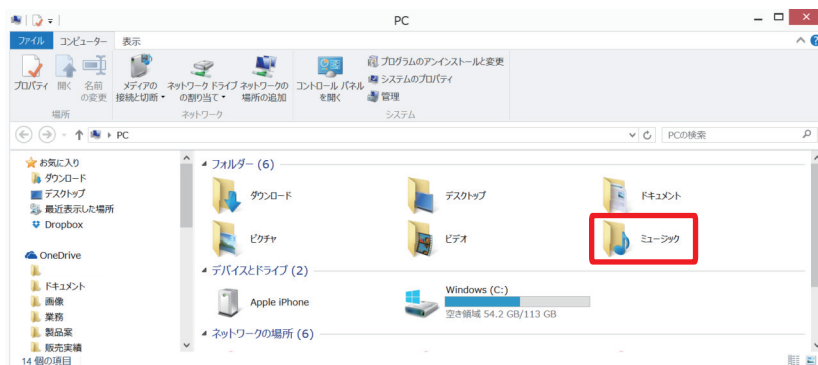 PC
ファイル コンピューター 表示
プロパティ 開く 名前の変更 メディアの接続と切断 ネットワーク ドライブの割り当て ネットワークの場所の追加 コントロール パネルを開く
プログラムのアンインストールと変更
システムのプロパティ
管理
場所 ネットワーク システム
PC PCの検索
お気に入り
ダウンロード
デスクトップ
最近表示した場所
Dropbox
OneDrive
ドキュメント
画像
業務
製品案
販売実績
フォルダー (6)
ダウンロード デスクトップ ドキュメント
ピクチャ ビデオ ミュージック
デバイスとドライブ (2)
Apple iPhone
Windows (C:)
空き領域 54.2 GB/113 GB
ネットワークの場所 (6)
14 個の項目